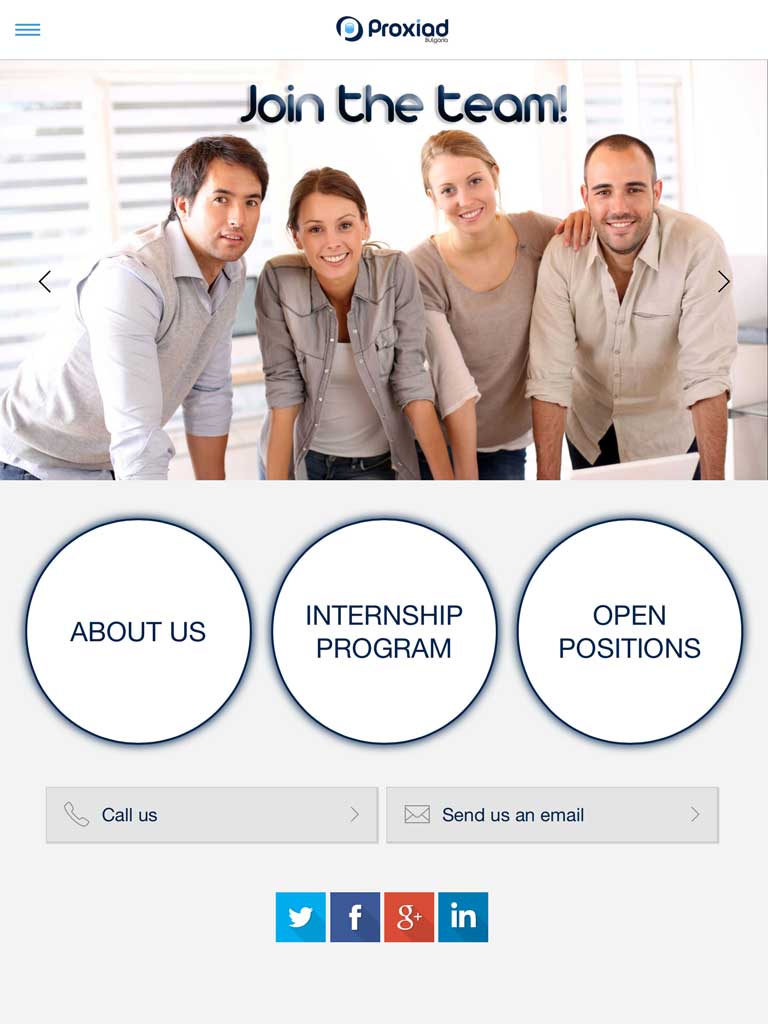 Proxiad
Bulgaria
Join the team!
ABOUT US
INTERNSHIP
PROGRAM
OPEN
POSITIONS
Call us
Send us an email
f
g+
in